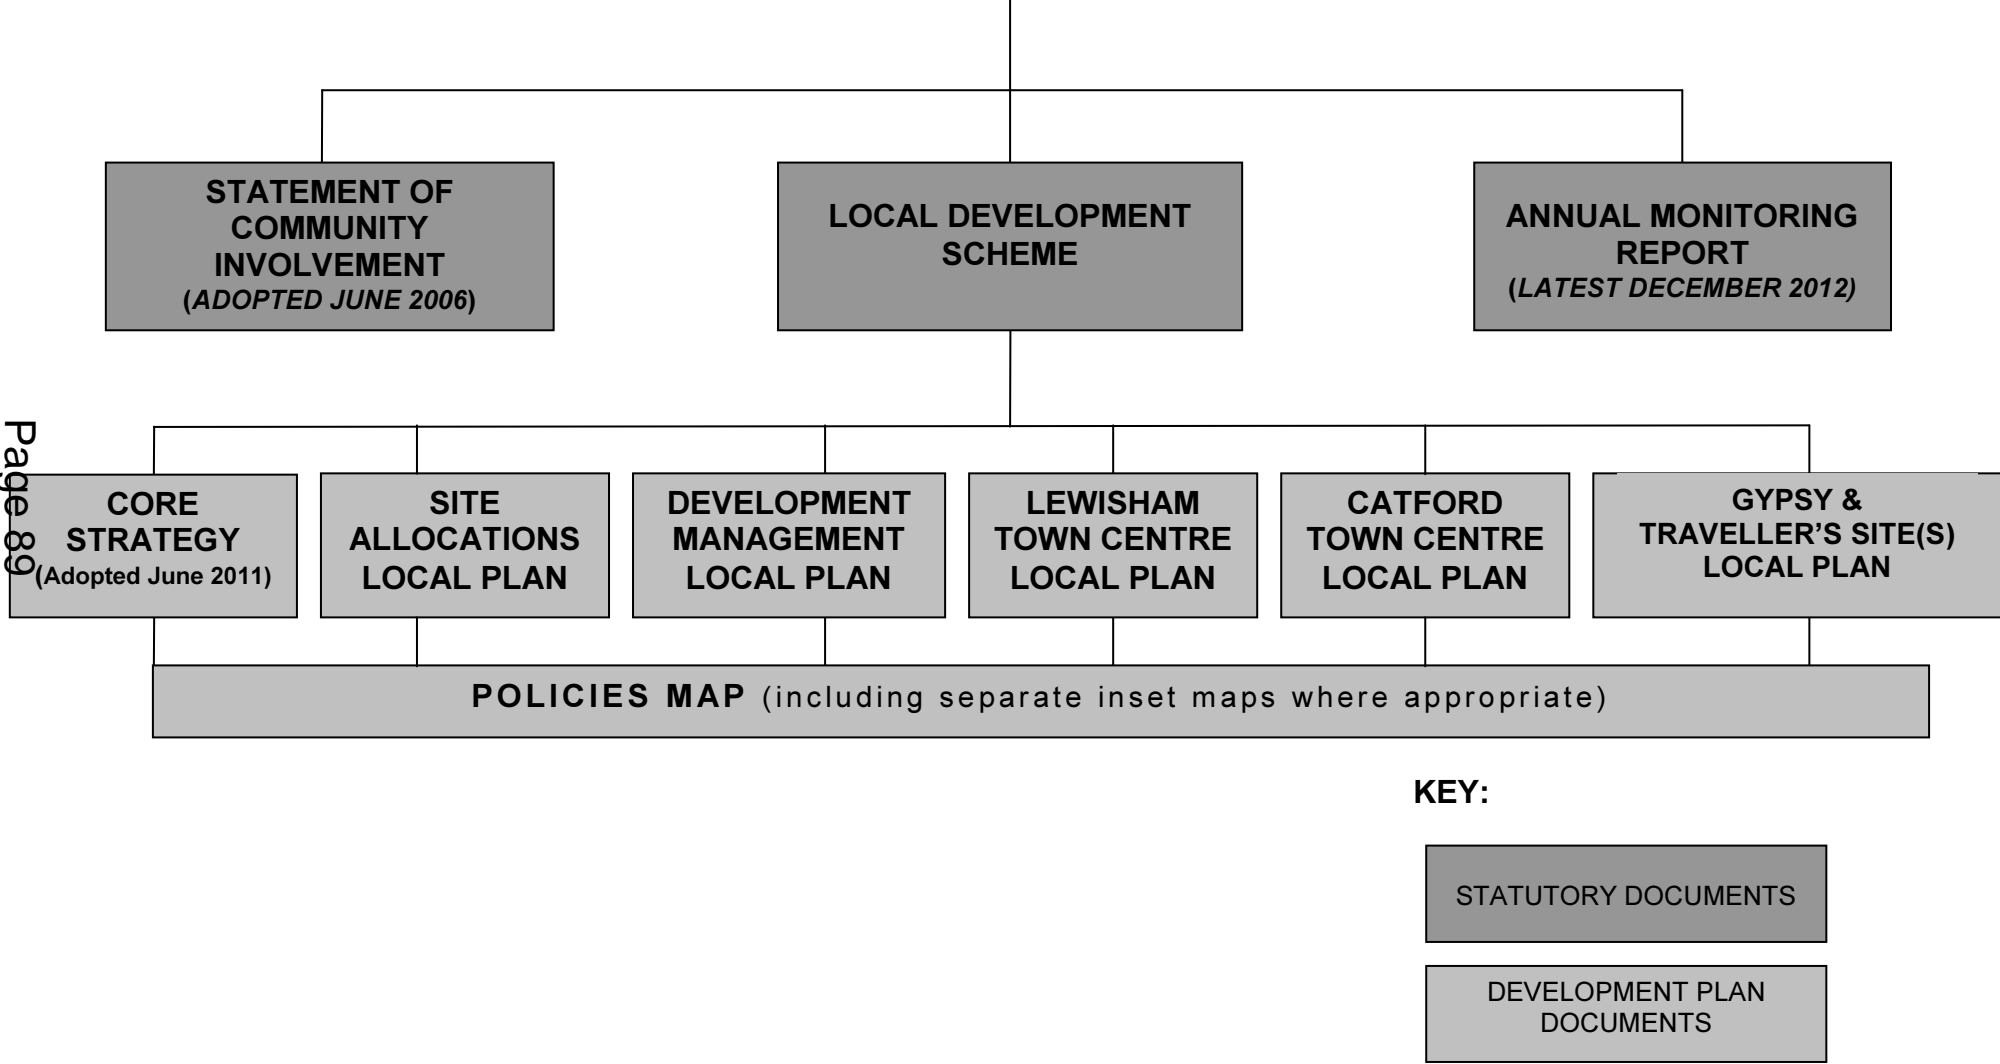 STATEMENT OF
COMMUNITY
INVOLVEMENT
(ADOPTED JUNE 2006)
LOCAL DEVELOPMENT
SCHEME
ANNUAL MONITORING
REPORT
(LATEST DECEMBER 2012)
Page 89
CORE
STRATEGY
(Adopted June 2011)
SITE
ALLOCATIONS
LOCAL PLAN
DEVELOPMENT
MANAGEMENT
LOCAL PLAN
LEWISHAM
TOWN CENTRE
LOCAL PLAN
CATFORD
TOWN CENTRE
LOCAL PLAN
GYPSY &
TRAVELLER’S SITE(S)
LOCAL PLAN
POLICIES MAP (including separate inset maps where appropriate)
KEY:
STATUTORY DOCUMENTS
DEVELOPMENT PLAN
DOCUMENTS